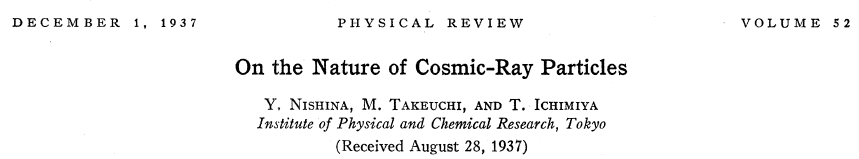 DECEMBER 1, 1937 PHYSICAL REVIEW VOLUME 52
On the Nature of Cosmic-Ray Particles
Y. NISHINA, M. TAKEUCHI, AND T. ICHIMIYA
Institute of Physical and Chemical Research, Tokyo
(Received August 28, 1937)